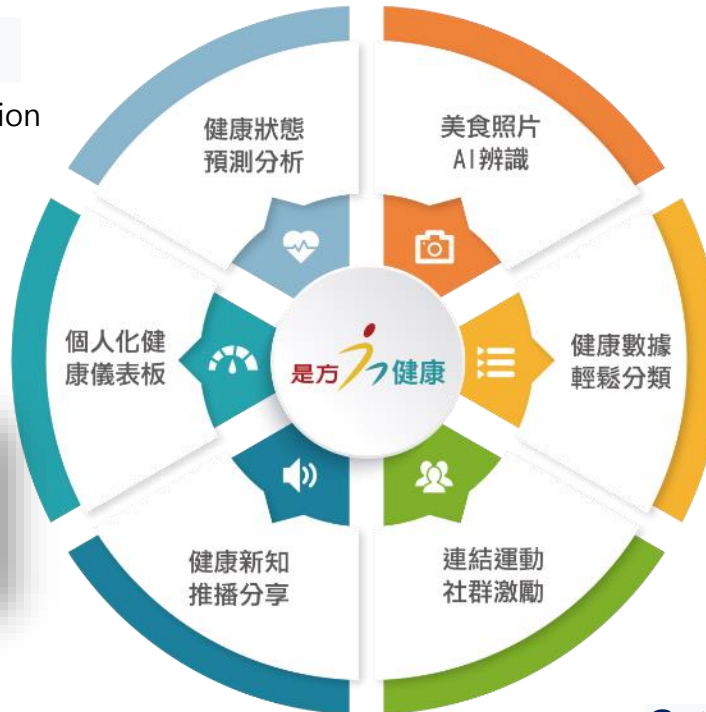 ion
健康狀態
預測分析
美食照片
AI辨識
個人化健
康儀表板
是方 健康
健康數據
輕鬆分類
健康新知
推播分享
連結運動
社群激勵